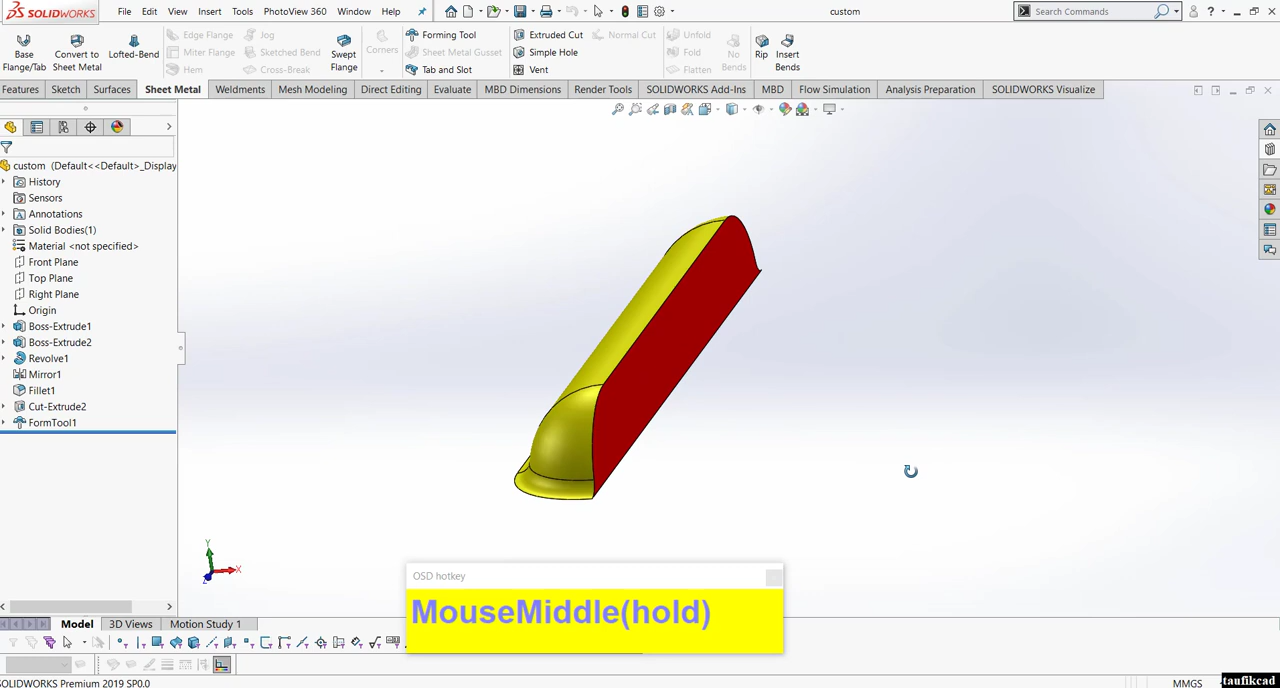 SOLIDWORKS File Edit View Insert Tools PhotoView 360 Window Help custom Search Commands
Base Flange/Tab
Convert to Sheet Metal
Lofted-Bend
Edge Flange
Miter Flange
Hem
Jog
Sketched Bend
Cross-Break
Swept Flange
Corners
Forming Tool
Sheet Metal Gusset
Tab and Slot
Extruded Cut
Simple Hole
Vent
Normal Cut
Unfold
Fold
Flatten
No Bends
Rip
Insert Bends
Features Sketch Surfaces Sheet Metal Weldments Mesh Modeling Direct Editing Evaluate MBD Dimensions Render Tools SOLIDWORKS Add-Ins MBD Flow Simulation Analysis Preparation SOLIDWORKS Visualize
custom (Default<<Default>_Display
History
Sensors
Annotations
Solid Bodies(1)
Material <not specified>
Front Plane
Top Plane
Right Plane
Origin
Boss-Extrude1
Boss-Extrude2
Revolve1
Mirror1
Fillet1
Cut-Extrude2
FormTool1
Y
X
Z
OSD hotkey
MouseMiddle(hold)
Model 3D Views Motion Study 1
SOLIDWORKS Premium 2019 SP0.0
MMGS
taufikcad